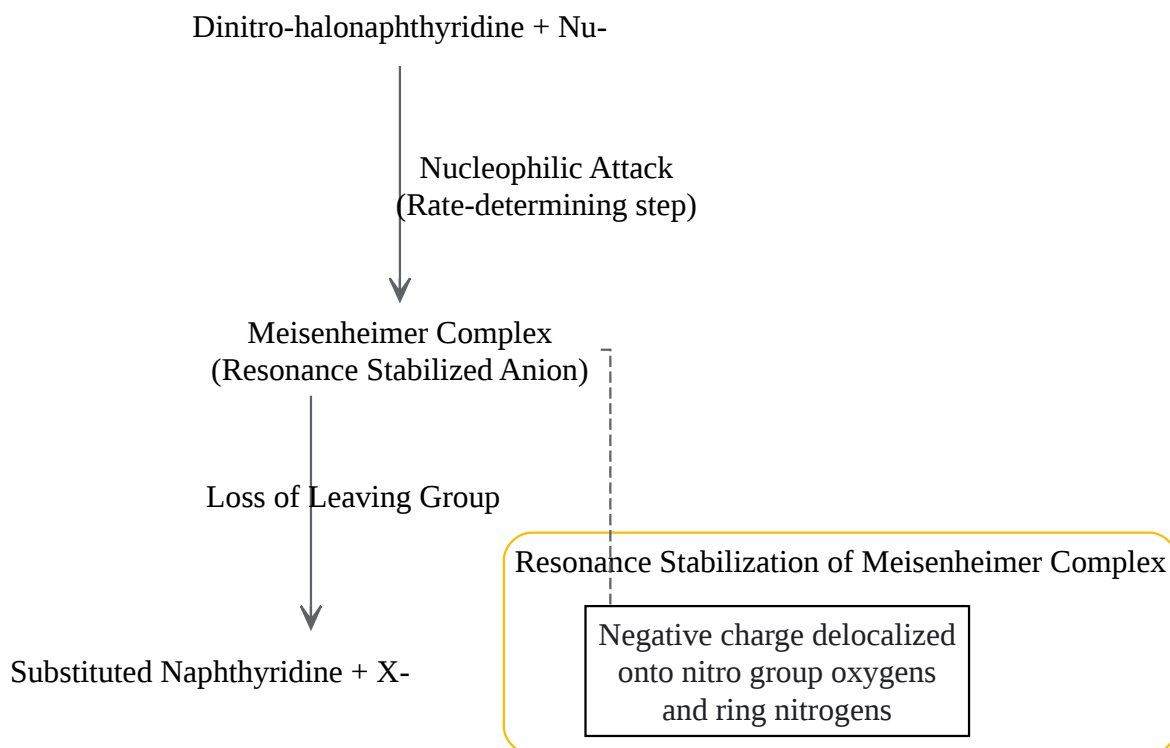 Dinitro-halonaphthyridine + Nu-
Nucleophilic Attack
(Rate-determining step)
Meisenheimer Complex
(Resonance Stabilized Anion)
Loss of Leaving Group
Resonance Stabilization of Meisenheimer Complex
Negative charge delocalized
onto nitro group oxygens
and ring nitrogens
Substituted Naphthyridine + X-